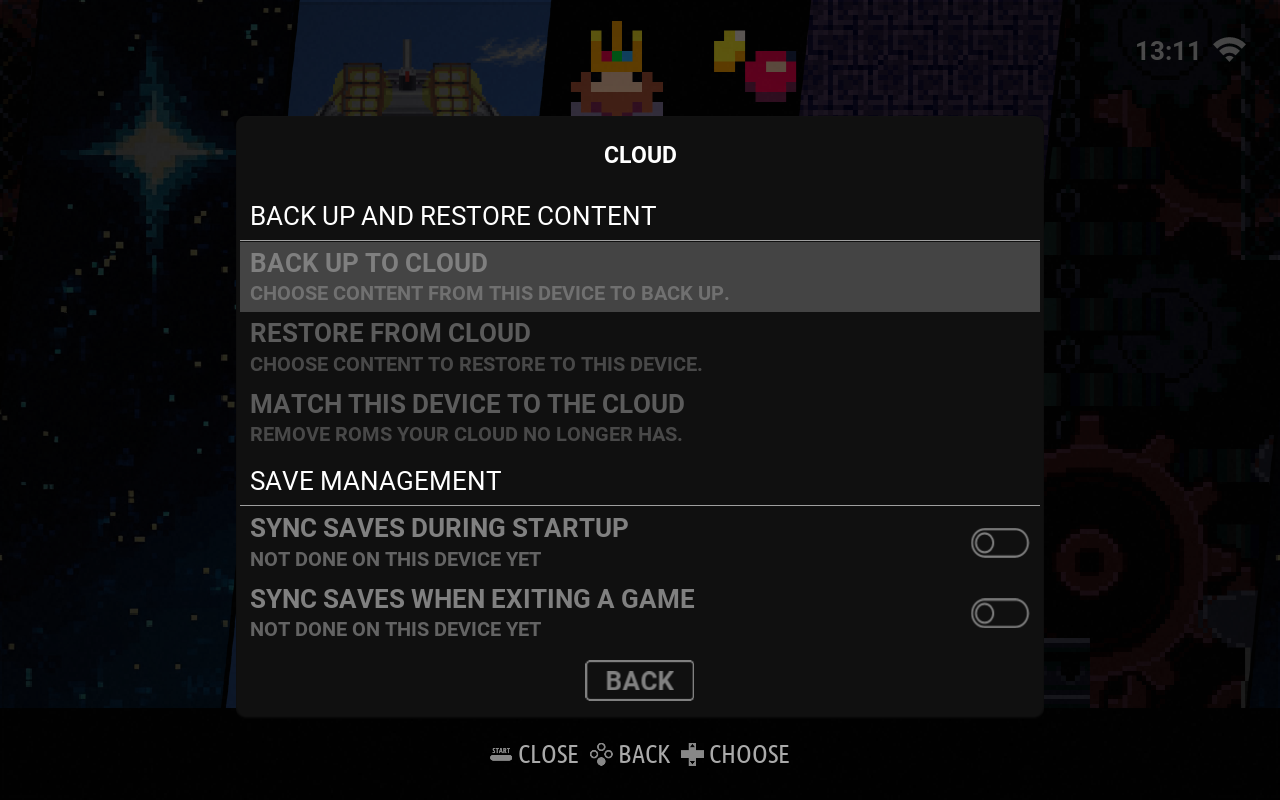 13:11
CLOUD
BACK UP AND RESTORE CONTENT
BACK UP TO CLOUD
CHOOSE CONTENT FROM THIS DEVICE TO BACK UP.
RESTORE FROM CLOUD
CHOOSE CONTENT TO RESTORE TO THIS DEVICE.
MATCH THIS DEVICE TO THE CLOUD
REMOVE ROMS YOUR CLOUD NO LONGER HAS.
SAVE MANAGEMENT
SYNC SAVES DURING STARTUP
NOT DONE ON THIS DEVICE YET
SYNC SAVES WHEN EXITING A GAME
NOT DONE ON THIS DEVICE YET
BACK
START CLOSE BACK CHOOSE